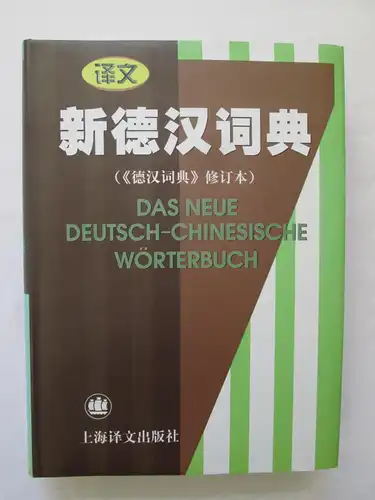 译文
新德汉词典
(《德汉词典》修订本)
DAS NEUE
DEUTSCH-CHINESISCHE
WÖRTERBUCH
上海译文出版社